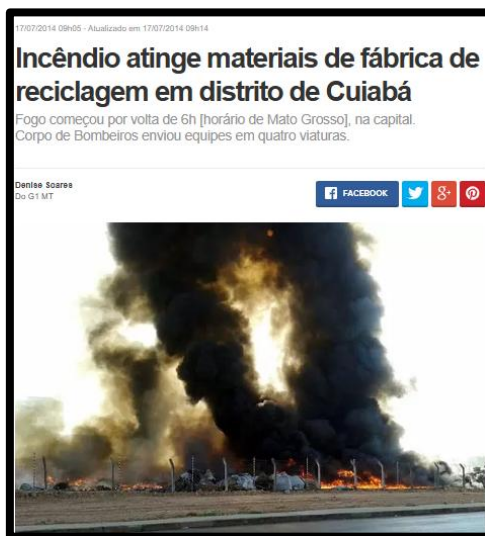 17/07/2014 09h05 - Atualizado em 17/07/2014 09h14
Incêndio atinge materiais de fábrica de
reciclagem em distrito de Cuiabá
Fogo começou por volta de 6h [horário de Mato Grosso], na capital.
Corpo de Bombeiros enviou equipes em quatro viaturas.
Denise Soares
Do G1 MT
FACEBOOK